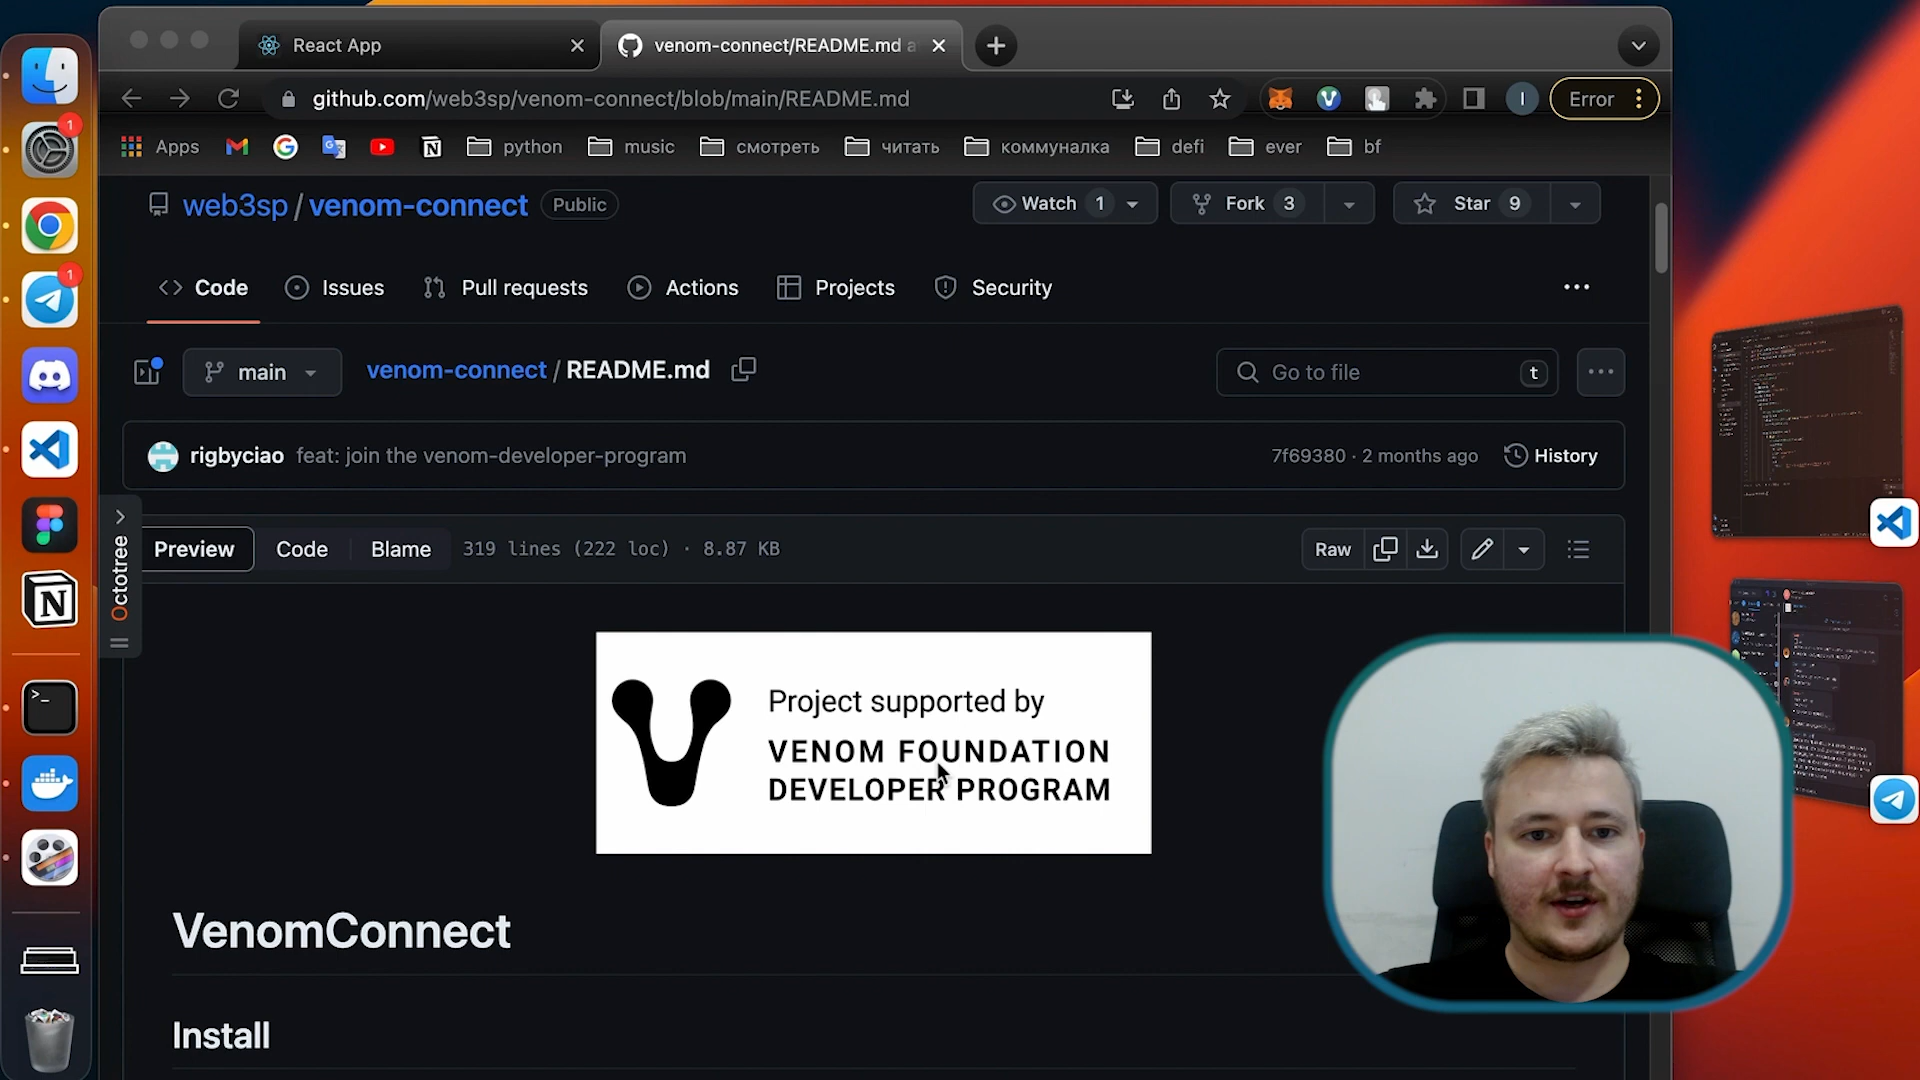 React App
venom-connect/README.md a
github.com/web3sp/venom-connect/blob/main/README.md
I
Error
Apps
python
music
смотреть
читать
коммуналка
defi
ever
bf
1
1
web3sp / venom-connect
Public
Watch 1
Fork 3
Star 9
Code
Issues
Pull requests
Actions
Projects
Security
main
venom-connect / README.md
Go to file
t
rigbyciao feat: join the venom-developer-program
7f69380 · 2 months ago
History
Octotree
Preview
Code
Blame
319 lines (222 loc) · 8.87 KB
Raw
Project supported by
VENOM FOUNDATION
DEVELOPER PROGRAM
VenomConnect
Install